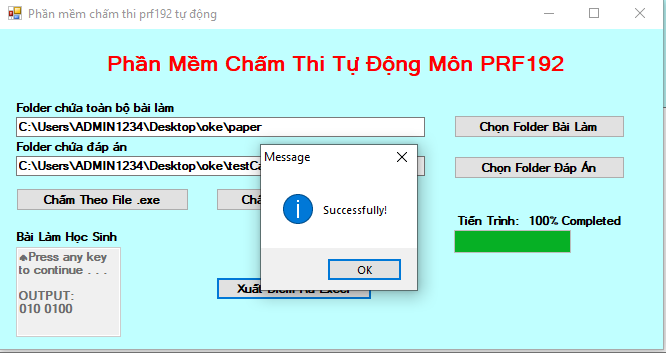 Phần mềm chấm thi prf192 tự động
Phần Mềm Chấm Thi Tự Động Môn PRF192
Folder chứa toàn bộ bài làm
C:\Users\ADMIN1234\Desktop\oke\paper
Chọn Folder Bài Làm
Folder chứa đáp án
C:\Users\ADMIN1234\Desktop\oke\testCa
Chọn Folder Đáp Án
Message
Successfully!
OK
Chấm Theo File .exe
Tiến Trình: 100% Completed
Bài Làm Học Sinh
Press any key
to continue . . .
OUTPUT:
010 0100
Xuất Điểm Ra Excel